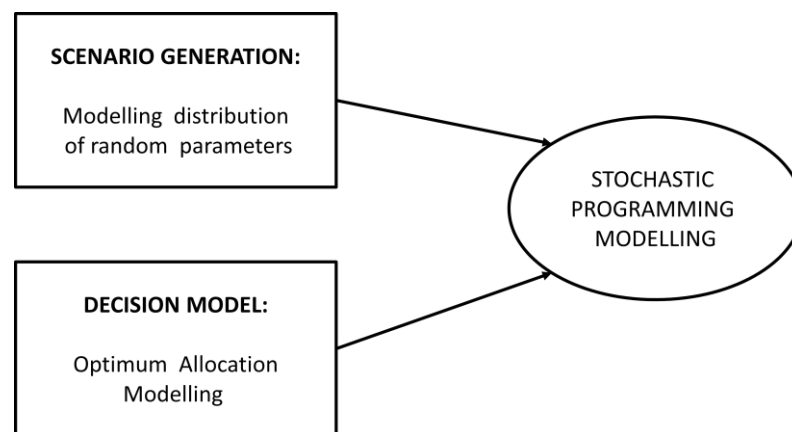 SCENARIO GENERATION:
Modelling distribution
of random parameters
STOCHASTIC
PROGRAMMING
MODELLING
DECISION MODEL:
Optimum Allocation
Modelling